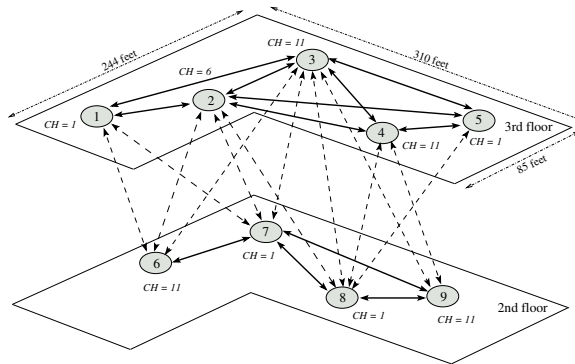 244 feet
310 feet
CH = 11
3
CH = 6
2
1
CH = 1
5
4
3rd floor
CH = 11
CH = 1
85 feet
7
CH = 1
6
CH = 11
8
9
2nd floor
CH = 1
CH = 11